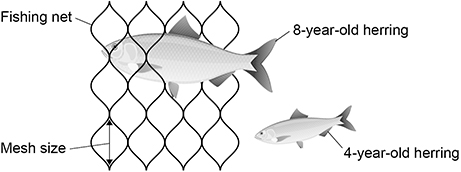 Fishing net
8-year-old herring
Mesh size
4-year-old herring